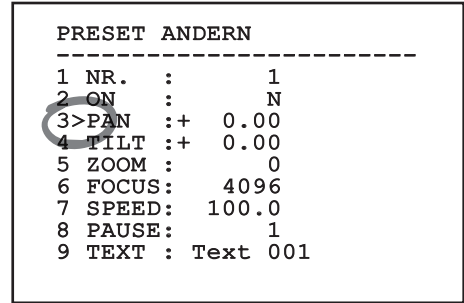 PRESET ANDERN
--------------------------
1 NR. : 1
2 ON : N
3>PAN :+ 0.00
4 TILT :+ 0.00
5 ZOOM : 0
6 FOCUS: 4096
7 SPEED: 100.0
8 PAUSE: 1
9 TEXT : Text 001